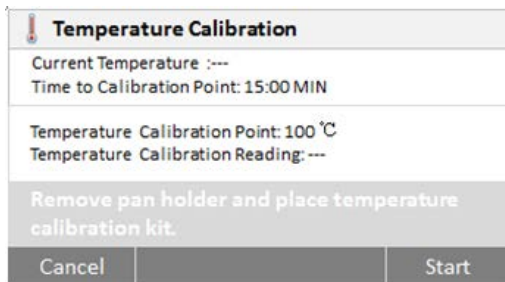 Temperature Calibration
Current Temperature :---
Time to Calibration Point: 15:00 MIN
Temperature Calibration Point: 100 ℃
Temperature Calibration Reading: ---
Remove pan holder and place temperature
calibration kit.
Cancel Start